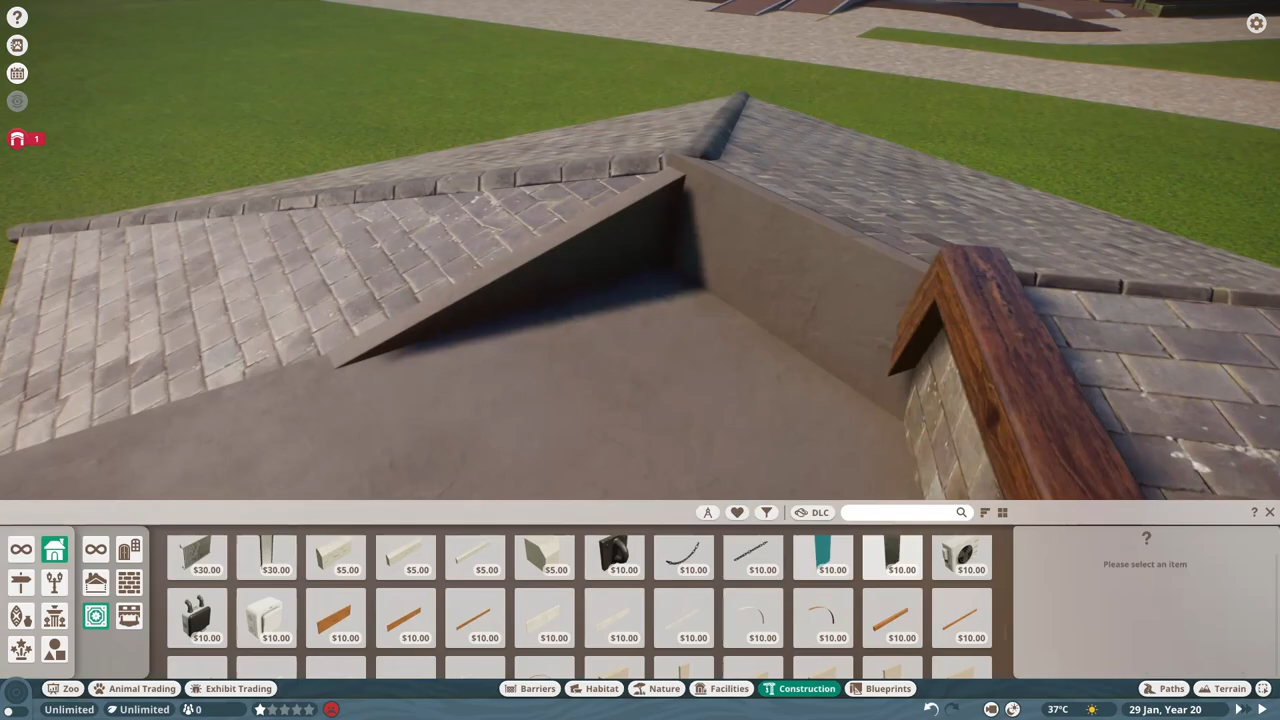 1
DLC
$30.00 $30.00 $5.00 $5.00 $5.00 $5.00 $10.00 $10.00 $10.00 $10.00 $10.00 $10.00
?
Please select an item
$10.00 $10.00 $10.00 $10.00 $10.00 $10.00 $10.00 $10.00 $10.00 $10.00 $10.00 $10.00
Zoo Animal Trading Exhibit Trading Barriers Habitat Nature Facilities Construction Blueprints Paths Terrain
Unlimited Unlimited 0 37°C 29 Jan, Year 20